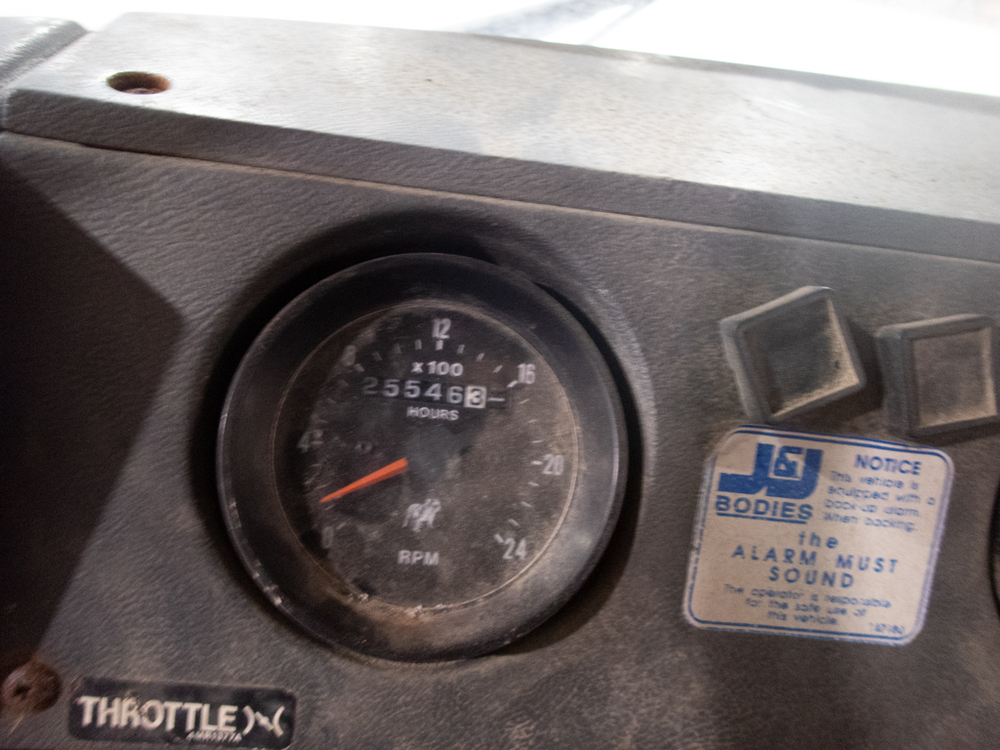 12
8
x100
16
255463
HOURS
4
20
0
RPM
24
J&J
BODIES
NOTICE
This vehicle is
equipped with a
back-up alarm.
When backing,
the
ALARM MUST
SOUND
The operator is responsible
for the safe use of
this vehicle.
THROTTLE